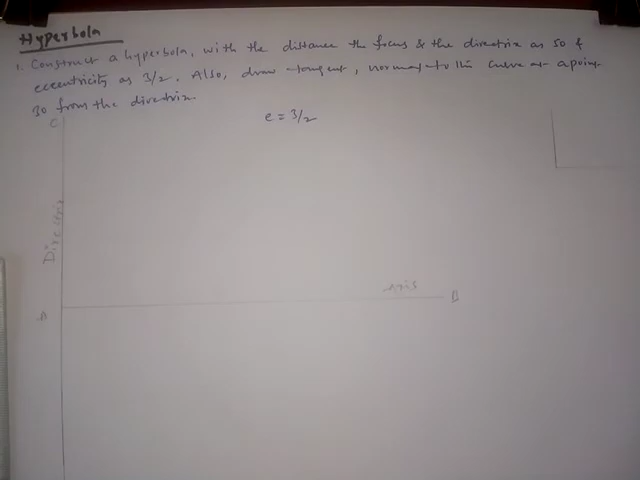 Hyperbola
1. Construct a hyperbola, with the distance the focus & the directrix as 50 &
eccentricity as 3/2. Also, draw tangent, normal to the curve at a point
30 from the directrix.
e = 3/2
C
Directrix
axis
A
B